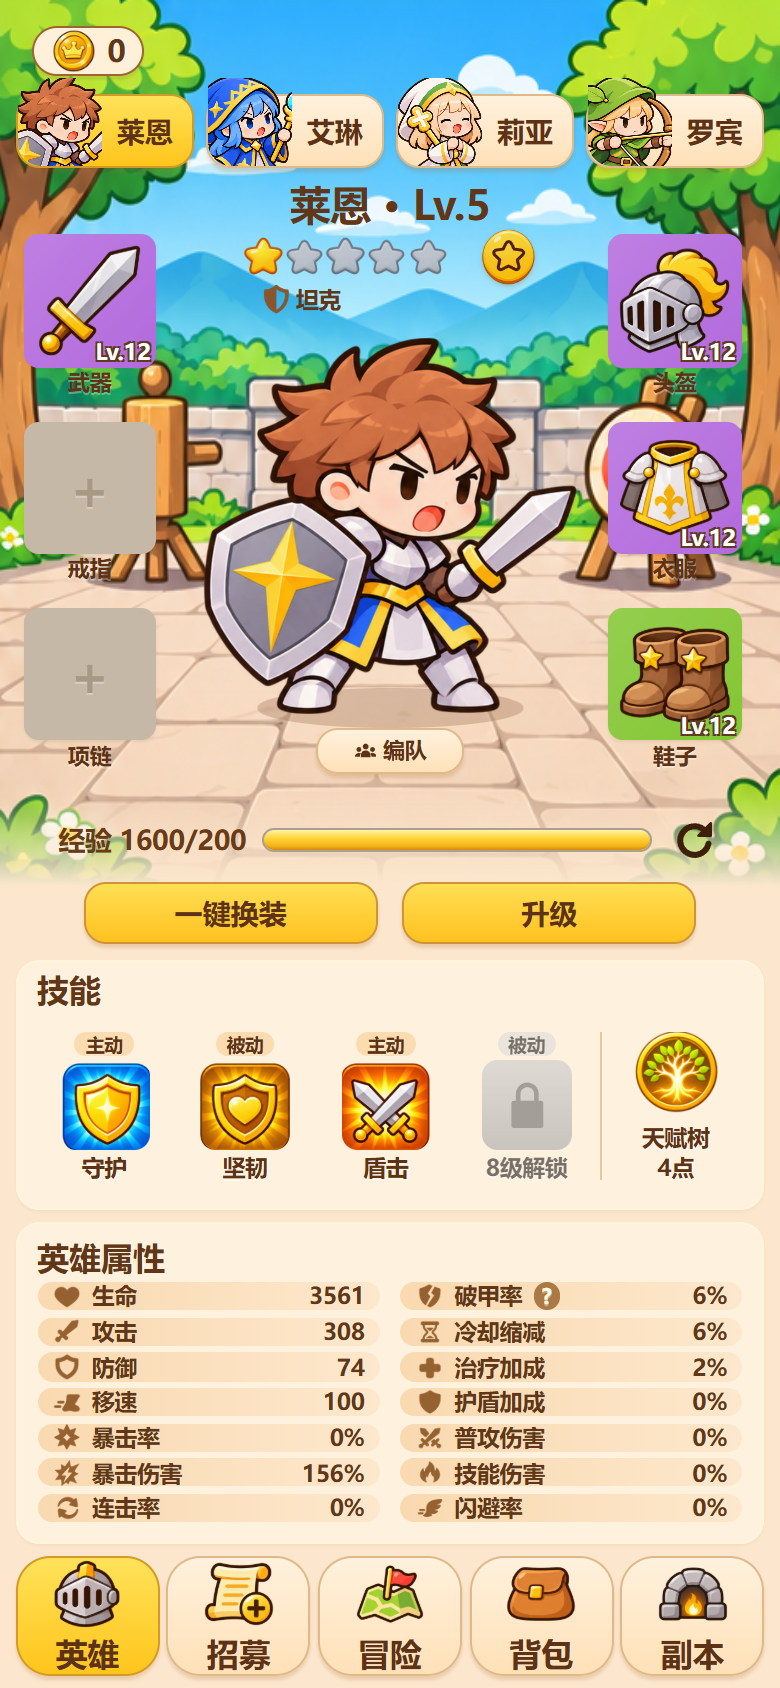 0
莱恩
艾琳
莉亚
罗宾
莱恩•Lv.5
坦克
Lv.12
武器
Lv.12
头盔
+
戒指
Lv.12
衣服
+
项链
Lv.12
鞋子
编队
经验 1600/200
一键换装
升级
技能
主动
被动
主动
被动
守护
坚韧
盾击
8级解锁
天赋树
4点
英雄属性
生命 3561
破甲率 ? 6%
攻击 308
冷却缩减 6%
防御 74
治疗加成 2%
移速 100
护盾加成 0%
暴击率 0%
普攻伤害 0%
暴击伤害 156%
技能伤害 0%
连击率 0%
闪避率 0%
英雄
招募
冒险
背包
副本